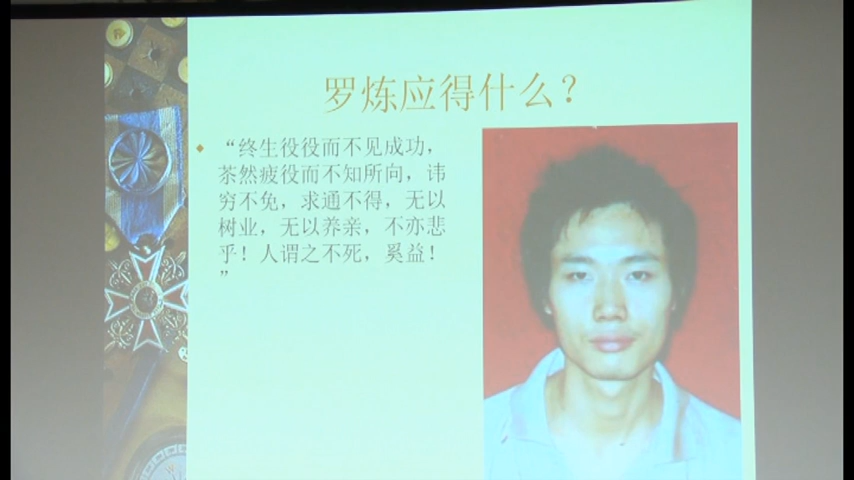 罗炼应得什么？
“终生役役而不见成功，
苶然疲役而不知所向，讳
穷不免，求通不得，无以
树业，无以养亲，不亦悲
乎！人谓之不死，奚益！
”